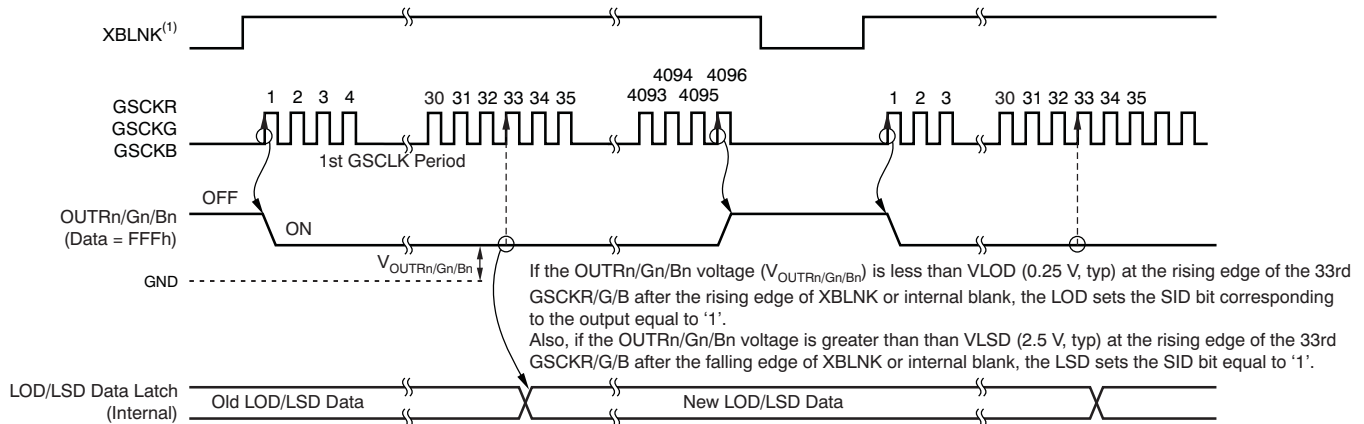 XBLNK(1)
4094 4096
1 2 3 4 30 31 32 33 34 35 4093 4095 1 2 3 30 31 32 33 34 35
GSCKR
GSCKG
GSCKB
1st GSCLK Period
OFF
OUTRn/Gn/Bn
(Data = FFFh)
ON
VOUTRn/Gn/Bn
GND
If the OUTRn/Gn/Bn voltage (VOUTRn/Gn/Bn) is less than VLOD (0.25 V, typ) at the rising edge of the 33rd
GSCKR/G/B after the rising edge of XBLNK or internal blank, the LOD sets the SID bit corresponding
to the output equal to ‘1’.
Also, if the OUTRn/Gn/Bn voltage is greater than than VLSD (2.5 V, typ) at the rising edge of the 33rd
GSCKR/G/B after the falling edge of XBLNK or internal blank, the LSD sets the SID bit equal to ‘1’.
LOD/LSD Data Latch
(Internal)
Old LOD/LSD Data
New LOD/LSD Data